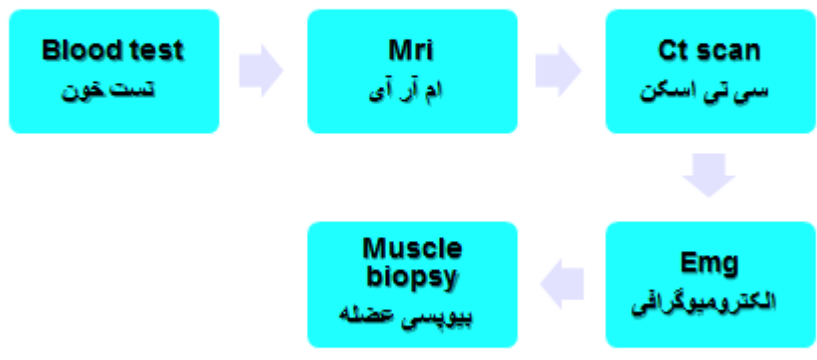 Blood test
تست خون
Mri
ام آر آی
Ct scan
سی تی اسکن
Emg
الکترومیوگرافی
Muscle
biopsy
بیوپسی عضله